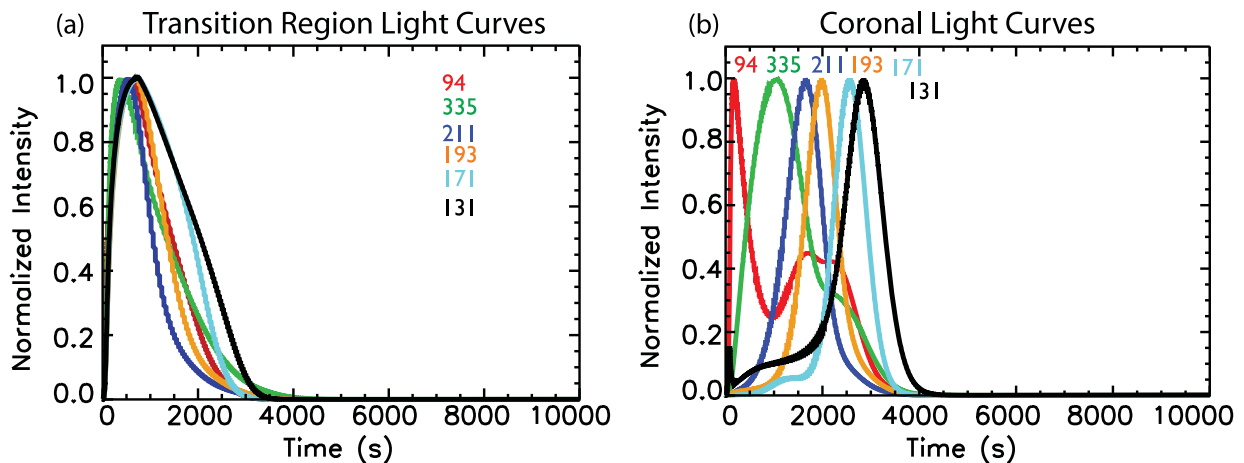 (a) Transition Region Light Curves
Normalized Intensity
1.0
0.8
0.6
0.4
0.2
0.0
94
335
211
193
171
131
0 2000 4000 6000 8000 10000
Time (s)
(b) Coronal Light Curves
Normalized Intensity
94 335 211 193 171
131
1.0
0.8
0.6
0.4
0.2
0.0
0 2000 4000 6000 8000 10000
Time (s)